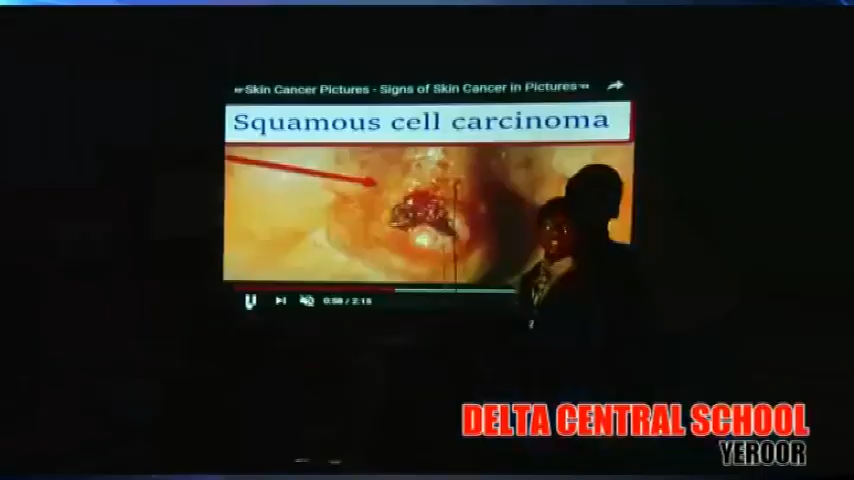 Skin Cancer Pictures - Signs of Skin Cancer in Pictures
Squamous cell carcinoma
0:58 / 2:15
DELTA CENTRAL SCHOOL
YEROOR